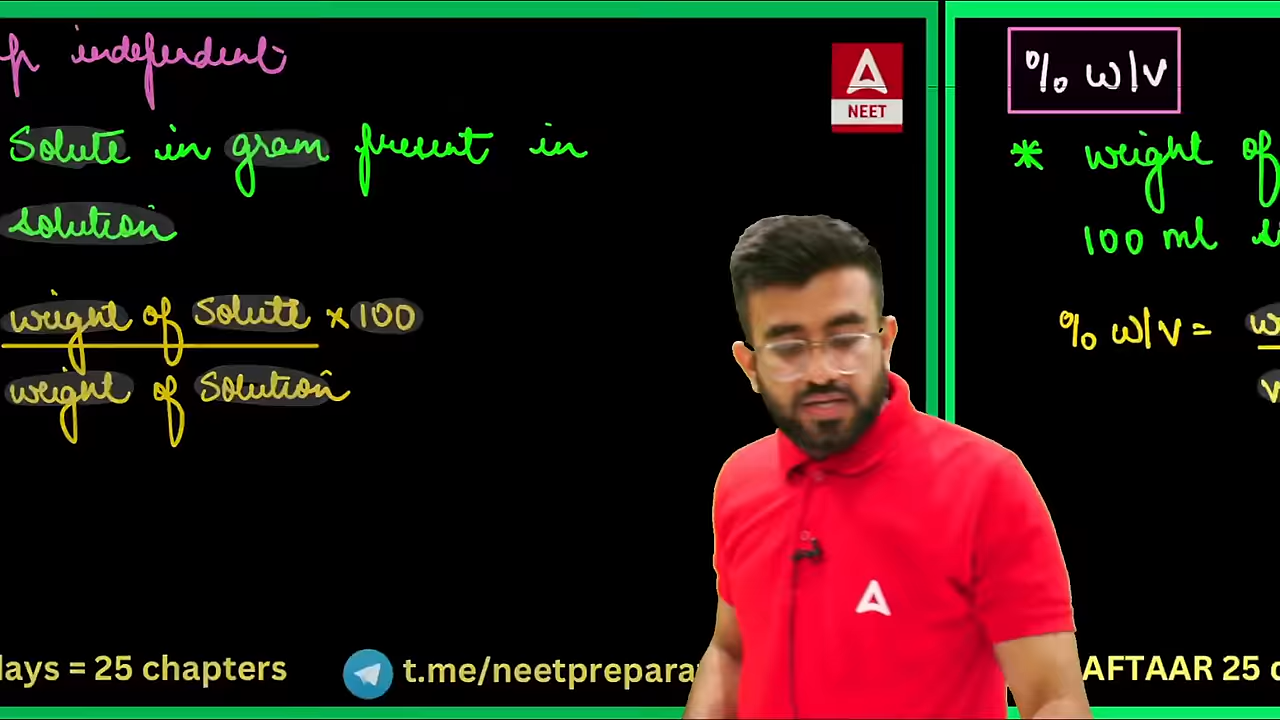 independent
Solute in gram present in
solution
weight of Solute × 100
weight of Solution
NEET
% w/v
* weight of
100 ml
% w/v =
days = 25 chapters
t.me/neetprepara
AFTAAR 25